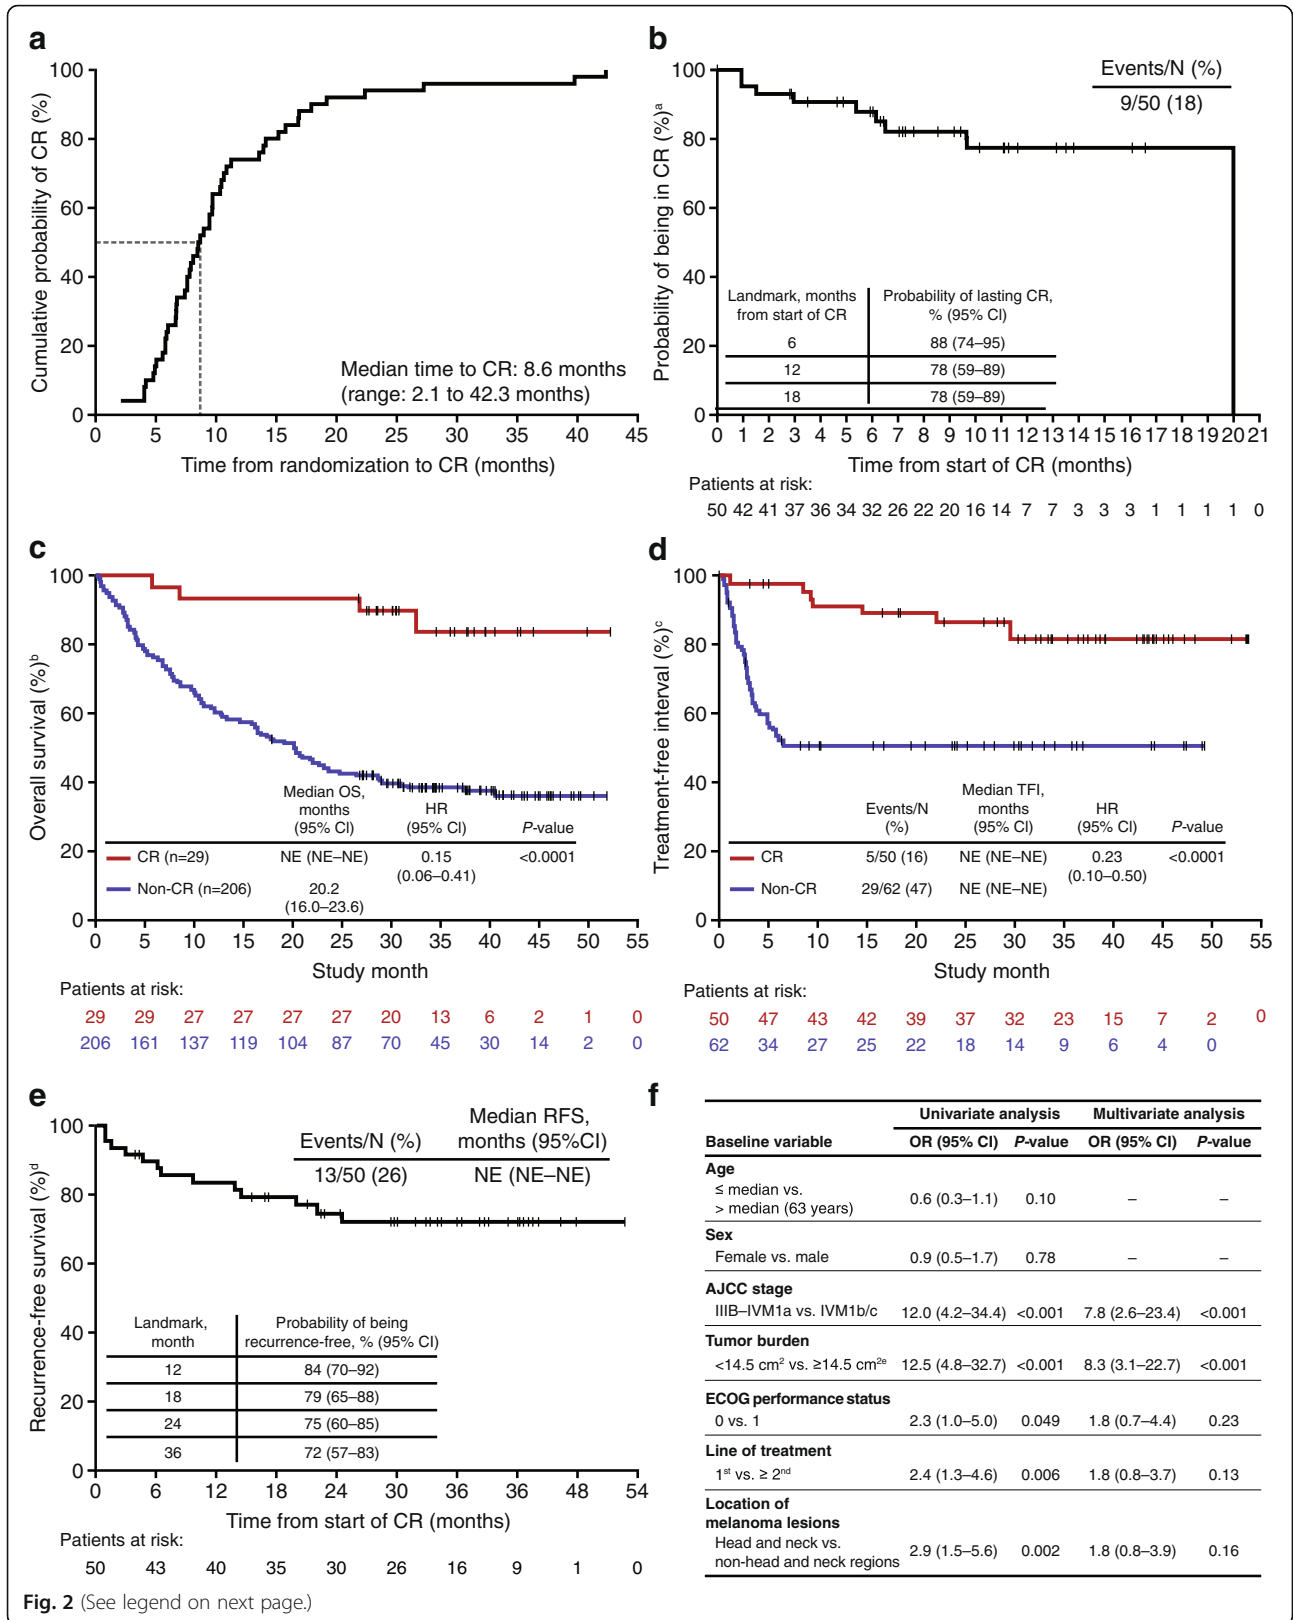 a
Cumulative probability of CR (%)
100
80
60
40
20
0
Median time to CR: 8.6 months
(range: 2.1 to 42.3 months)
0 5 10 15 20 25 30 35 40 45
Time from randomization to CR (months)
b
Probability of being in CR (%)ᵃ
100
80
60
40
20
0
Events/N (%)
9/50 (18)
Landmark, months from start of CR | Probability of lasting CR, % (95% CI)
6 88 (74–95)
12 78 (59–89)
18 78 (59–89)
0 1 2 3 4 5 6 7 8 9 10 11 12 13 14 15 16 17 18 19 20 21
Time from start of CR (months)
Patients at risk:
50 42 41 37 36 34 32 26 22 20 16 14 7 7 3 3 3 1 1 1 1 0
c
Overall survival (%)ᵇ
100
80
60
40
20
0
Median OS, months (95% CI) HR (95% CI) P-value
CR (n=29) NE (NE–NE) 0.15 (0.06–0.41) <0.0001
Non-CR (n=206) 20.2 (16.0–23.6)
0 5 10 15 20 25 30 35 40 45 50 55
Study month
Patients at risk:
29 29 27 27 27 27 20 13 6 2 1 0
206 161 137 119 104 87 70 45 30 14 2 0
d
Treatment-free interval (%)ᶜ
100
80
60
40
20
0
Events/N (%) Median TFI, months (95% CI) HR (95% CI) P-value
CR 5/50 (16) NE (NE–NE) 0.23 (0.10–0.50) <0.0001
Non-CR 29/62 (47) NE (NE–NE)
0 5 10 15 20 25 30 35 40 45 50 55
Study month
Patients at risk:
50 47 43 42 39 37 32 23 15 7 2 0
62 34 27 25 22 18 14 9 6 4 0
e
Recurrence-free survival (%)ᵈ
100
80
60
40
20
0
Events/N (%) Median RFS, months (95%CI)
13/50 (26) NE (NE–NE)
Landmark, month Probability of being recurrence-free, % (95% CI)
12 84 (70–92)
18 79 (65–88)
24 75 (60–85)
36 72 (57–83)
0 6 12 24 30 36 36 48 54
Time from start of CR (months)
Patients at risk:
50 43 40 35 30 26 16 9 1 0
f
Univariate analysis Multivariate analysis
Baseline variable OR (95% CI) P-value OR (95% CI) P-value
Age
≤ median vs.
> median (63 years) 0.6 (0.3–1.1) 0.10 – –
Sex
Female vs. male 0.9 (0.5–1.7) 0.78 – –
AJCC stage
IIIB–IVM1a vs. IVM1b/c 12.0 (4.2–34.4) <0.001 7.8 (2.6–23.4) <0.001
Tumor burden
<14.5 cm² vs. ≥14.5 cm²ᵉ 12.5 (4.8–32.7) <0.001 8.3 (3.1–22.7) <0.001
ECOG performance status
0 vs. 1 2.3 (1.0–5.0) 0.049 1.8 (0.7–4.4) 0.23
Line of treatment
1ˢᵗ vs. ≥ 2ⁿᵈ 2.4 (1.3–4.6) 0.006 1.8 (0.8–3.7) 0.13
Location of
melanoma lesions
Head and neck vs.
non-head and neck regions 2.9 (1.5–5.6) 0.002 1.8 (0.8–3.9) 0.16
Fig. 2 (See legend on next page.)